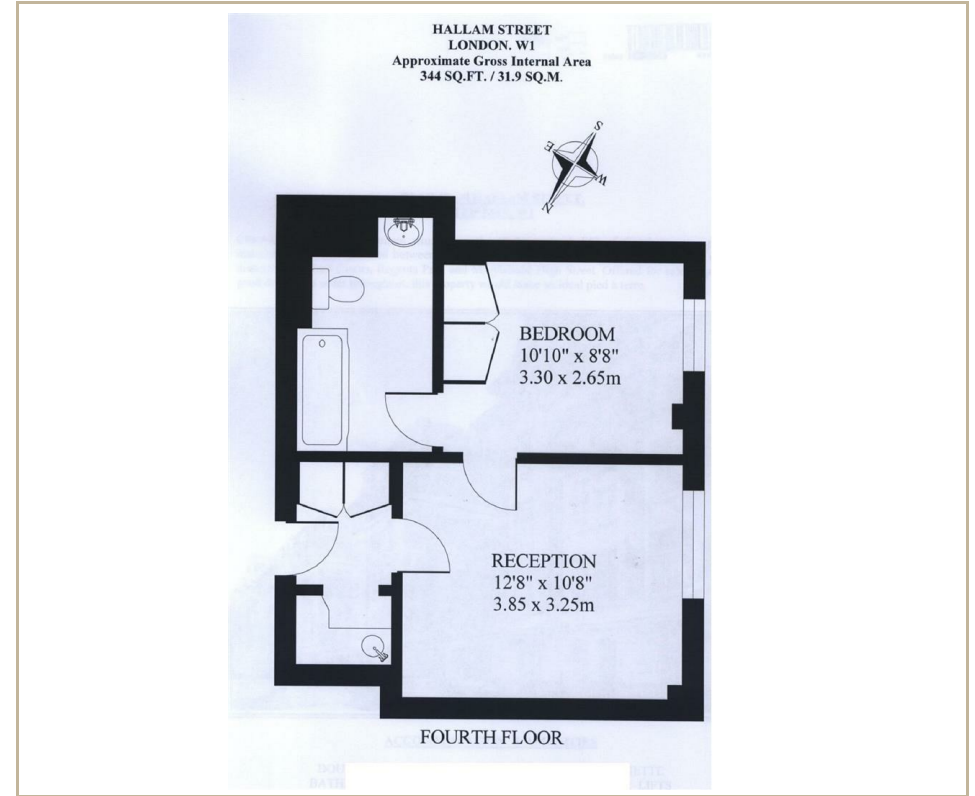 HALLAM STREET
LONDON. W1
Approximate Gross Internal Area
344 SQ.FT. / 31.9 SQ.M.
S
E
W
N
BEDROOM
10'10" x 8'8"
3.30 x 2.65m
RECEPTION
12'8" x 10'8"
3.85 x 3.25m
FOURTH FLOOR